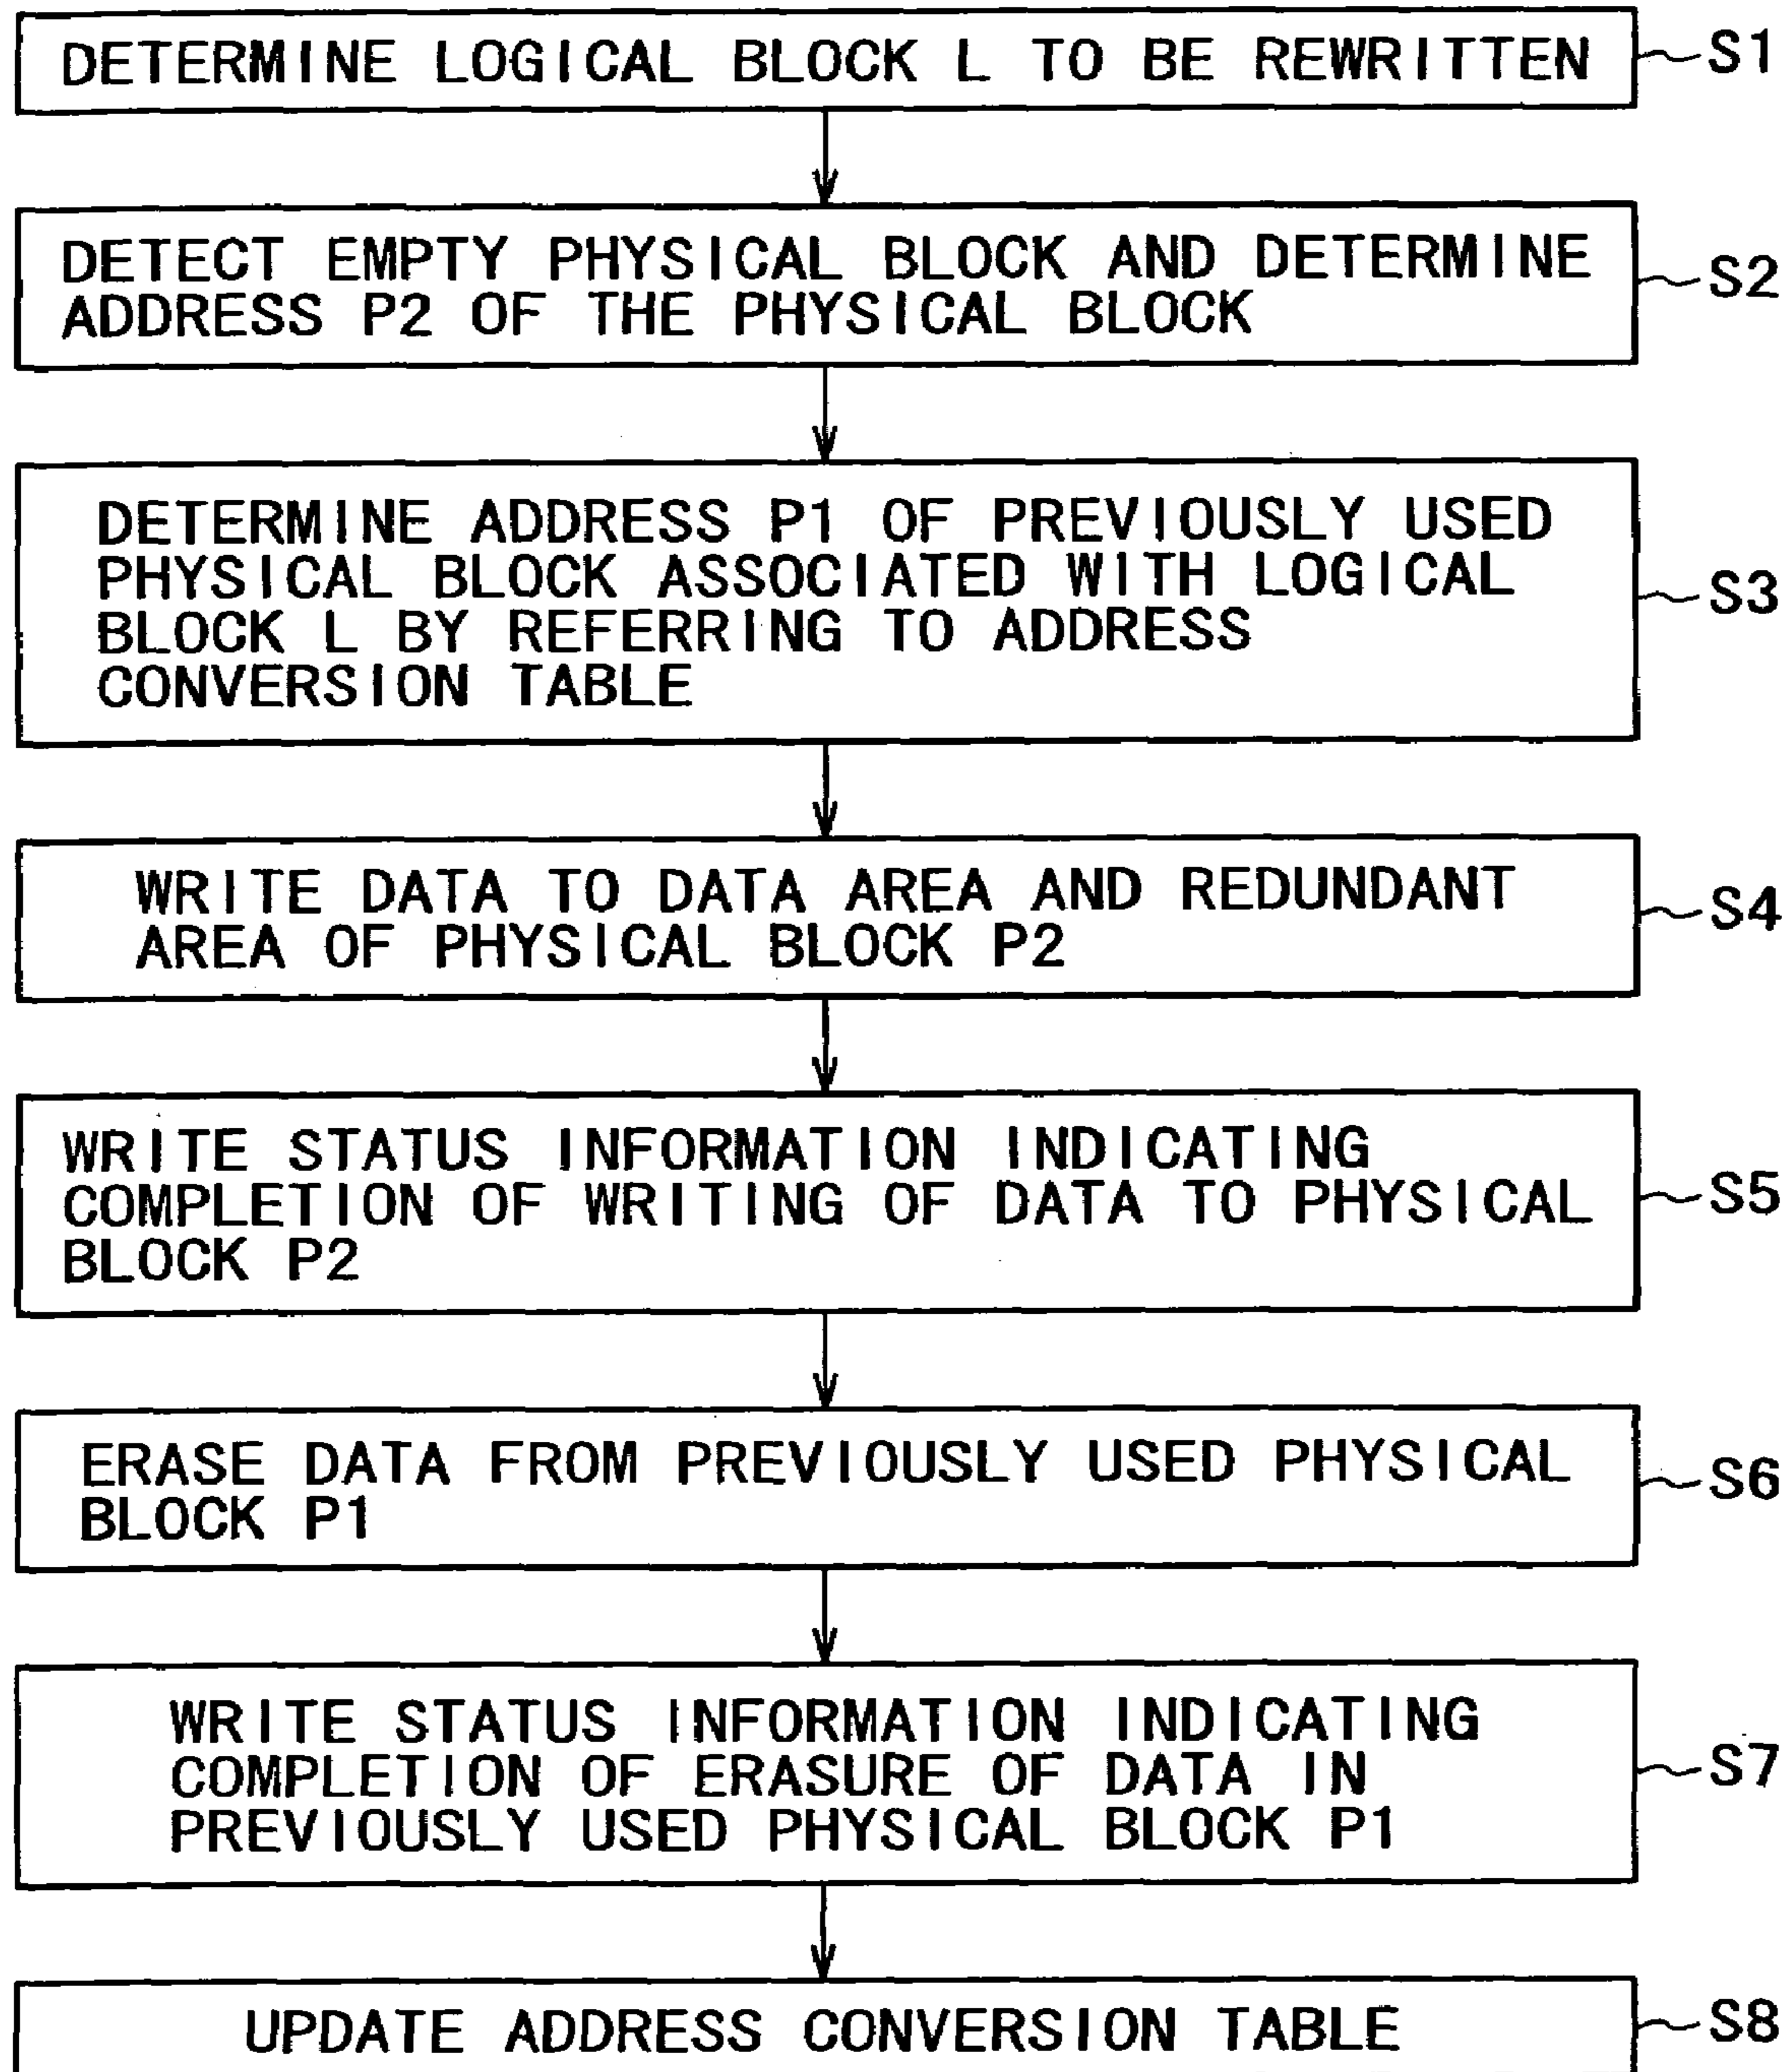 DETERMINE LOGICAL BLOCK L TO BE REWRITTEN
S1
DETECT EMPTY PHYSICAL BLOCK AND DETERMINE
ADDRESS P2 OF THE PHYSICAL BLOCK
S2
DETERMINE ADDRESS P1 OF PREVIOUSLY USED
PHYSICAL BLOCK ASSOCIATED WITH LOGICAL
BLOCK L BY REFERRING TO ADDRESS
CONVERSION TABLE
S3
WRITE DATA TO DATA AREA AND REDUNDANT
AREA OF PHYSICAL BLOCK P2
S4
WRITE STATUS INFORMATION INDICATING
COMPLETION OF WRITING OF DATA TO PHYSICAL
BLOCK P2
S5
ERASE DATA FROM PREVIOUSLY USED PHYSICAL
BLOCK P1
S6
WRITE STATUS INFORMATION INDICATING
COMPLETION OF ERASURE OF DATA IN
PREVIOUSLY USED PHYSICAL BLOCK P1
S7
UPDATE ADDRESS CONVERSION TABLE
S8